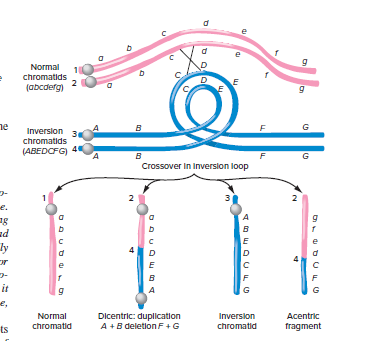 d
c
e
b
a
f
g
Normal
chromatids
(abcdefg)
1
2
a
b
c
d
e
f
g
D
C
E
D
C
E
Inversion
chromatids
(ABEDCFG)
3
4
A
B
F
G
A
B
F
G
Crossover in inversion loop
1
a
b
c
d
e
f
g
2
4
a
b
c
D
E
B
A
3
A
B
E
D
C
F
G
2
4
g
f
e
d
C
F
G
Normal
chromatid
Dicentric: duplication
A + B deletion F + G
Inversion
chromatid
Acentric
fragment